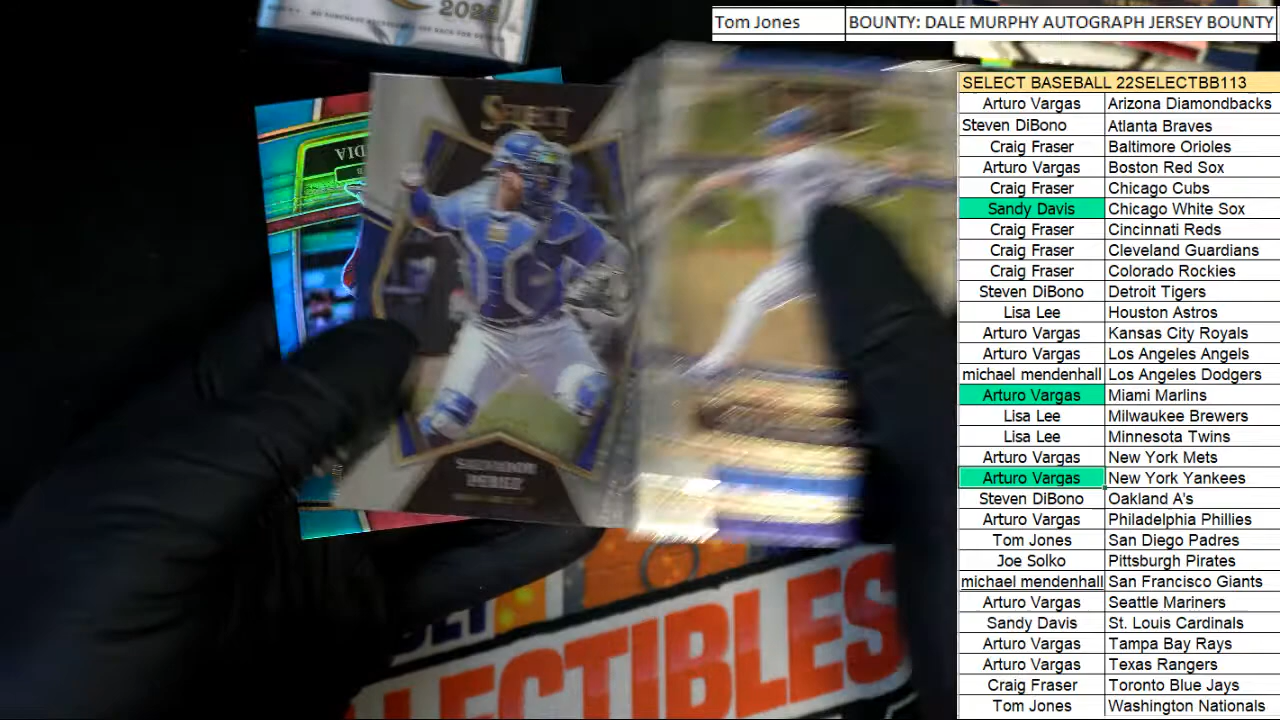 2022
Tom Jones BOUNTY: DALE MURPHY AUTOGRAPH JERSEY BOUNTY
SELECT BASEBALL 22SELECTBB113
Arturo Vargas Arizona Diamondbacks
Steven DiBono Atlanta Braves
Craig Fraser Baltimore Orioles
Arturo Vargas Boston Red Sox
Craig Fraser Chicago Cubs
Sandy Davis Chicago White Sox
Craig Fraser Cincinnati Reds
Craig Fraser Cleveland Guardians
Craig Fraser Colorado Rockies
Steven DiBono Detroit Tigers
Lisa Lee Houston Astros
Arturo Vargas Kansas City Royals
Arturo Vargas Los Angeles Angels
michael mendenhall Los Angeles Dodgers
Arturo Vargas Miami Marlins
Lisa Lee Milwaukee Brewers
Lisa Lee Minnesota Twins
Arturo Vargas New York Mets
Arturo Vargas New York Yankees
Steven DiBono Oakland A's
Arturo Vargas Philadelphia Phillies
Tom Jones San Diego Padres
Joe Solko Pittsburgh Pirates
michael mendenhall San Francisco Giants
Arturo Vargas Seattle Mariners
Sandy Davis St. Louis Cardinals
Arturo Vargas Tampa Bay Rays
Arturo Vargas Texas Rangers
Craig Fraser Toronto Blue Jays
Tom Jones Washington Nationals
SELECT
LECTIBLES